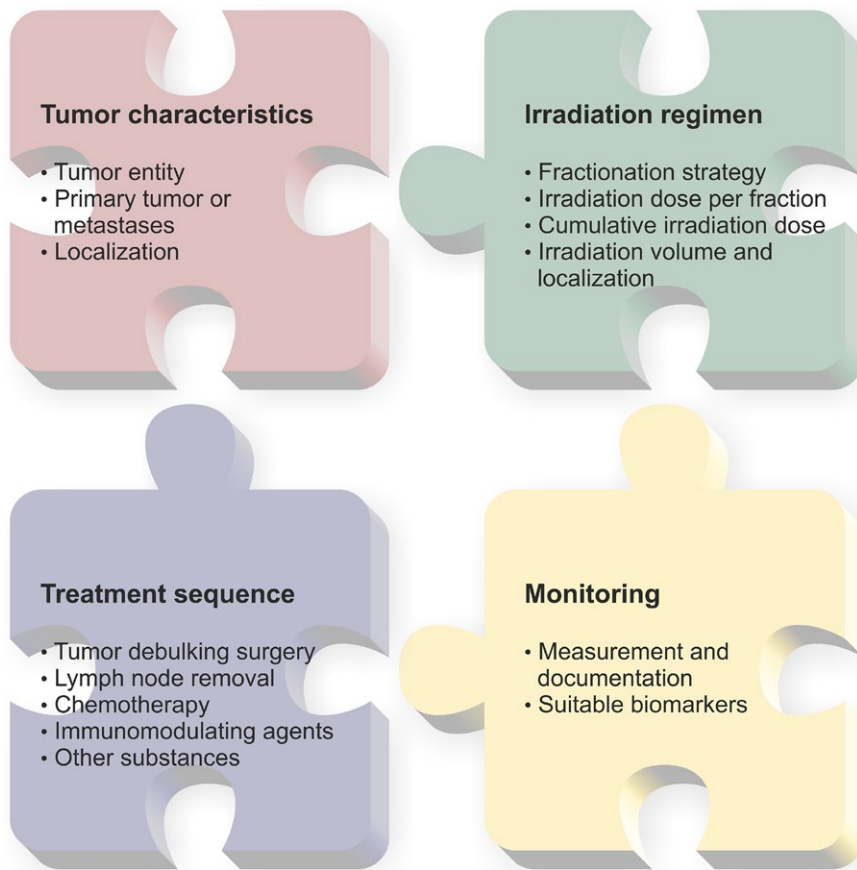 Tumor characteristics
• Tumor entity
• Primary tumor or
metastases
• Localization
Irradiation regimen
• Fractionation strategy
• Irradiation dose per fraction
• Cumulative irradiation dose
• Irradiation volume and
localization
Treatment sequence
• Tumor debulking surgery
• Lymph node removal
• Chemotherapy
• Immunomodulating agents
• Other substances
Monitoring
• Measurement and
documentation
• Suitable biomarkers